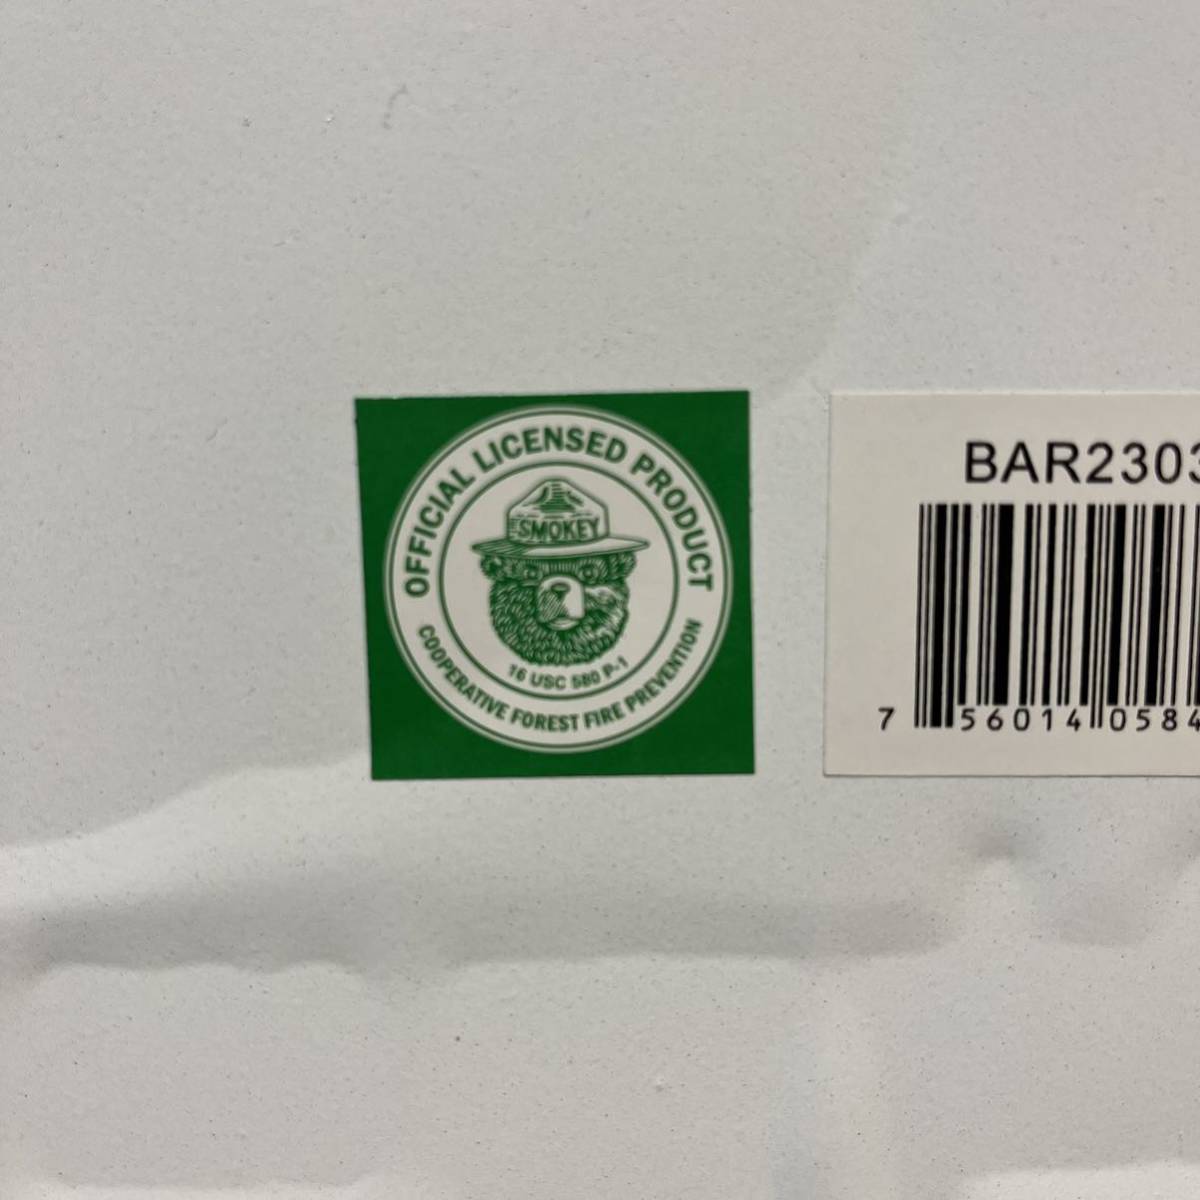 OFFICIAL LICENSED PRODUCT
SMOKEY
16 USC 580 P-1
COOPERATIVE FOREST FIRE PREVENTION
BAR2303
7 56014 0584